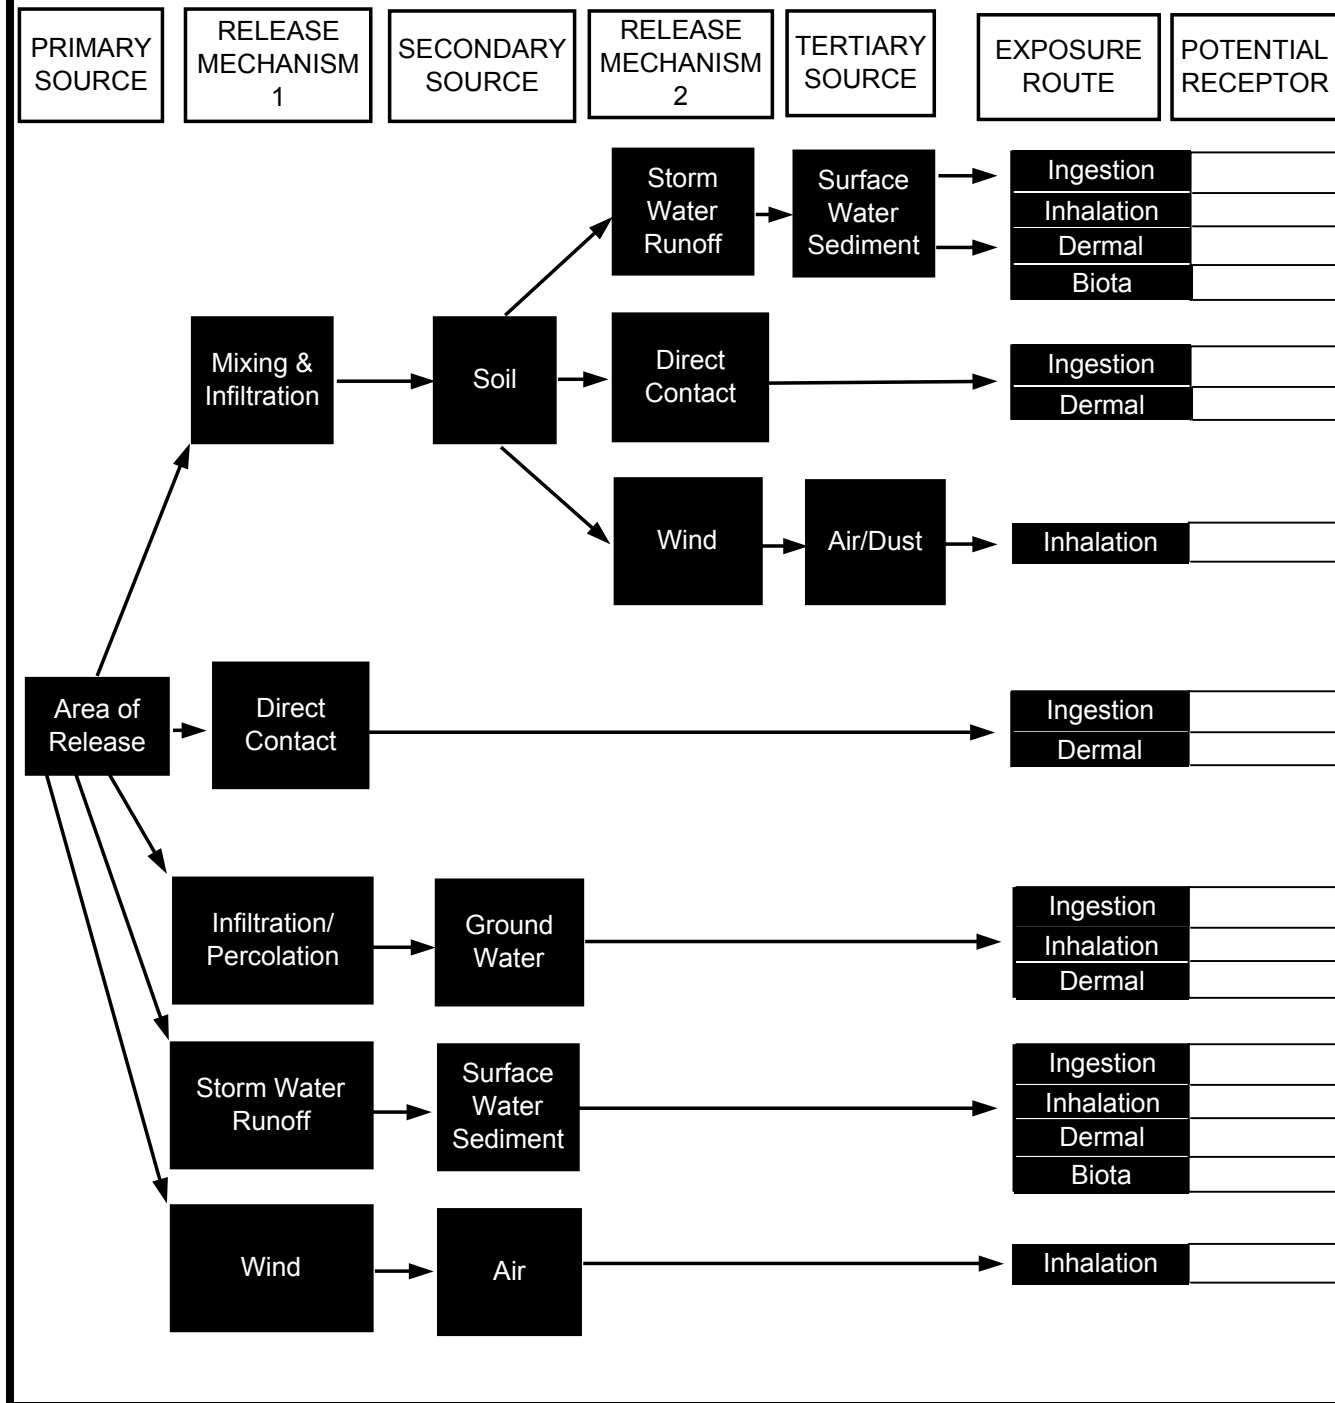 PRIMARY
SOURCE
RELEASE
MECHANISM
1
SECONDARY
SOURCE
RELEASE
MECHANISM
2
TERTIARY
SOURCE
EXPOSURE
ROUTE
POTENTIAL
RECEPTOR
Storm
Water
Runoff
Surface
Water
Sediment
Ingestion
Inhalation
Dermal
Biota
Mixing &
Infiltration
Soil
Direct
Contact
Ingestion
Dermal
Wind
Air/Dust
Inhalation
Area of
Release
Direct
Contact
Ingestion
Dermal
Infiltration/
Percolation
Ground
Water
Ingestion
Inhalation
Dermal
Storm Water
Runoff
Surface
Water
Sediment
Ingestion
Inhalation
Dermal
Biota
Wind
Air
Inhalation